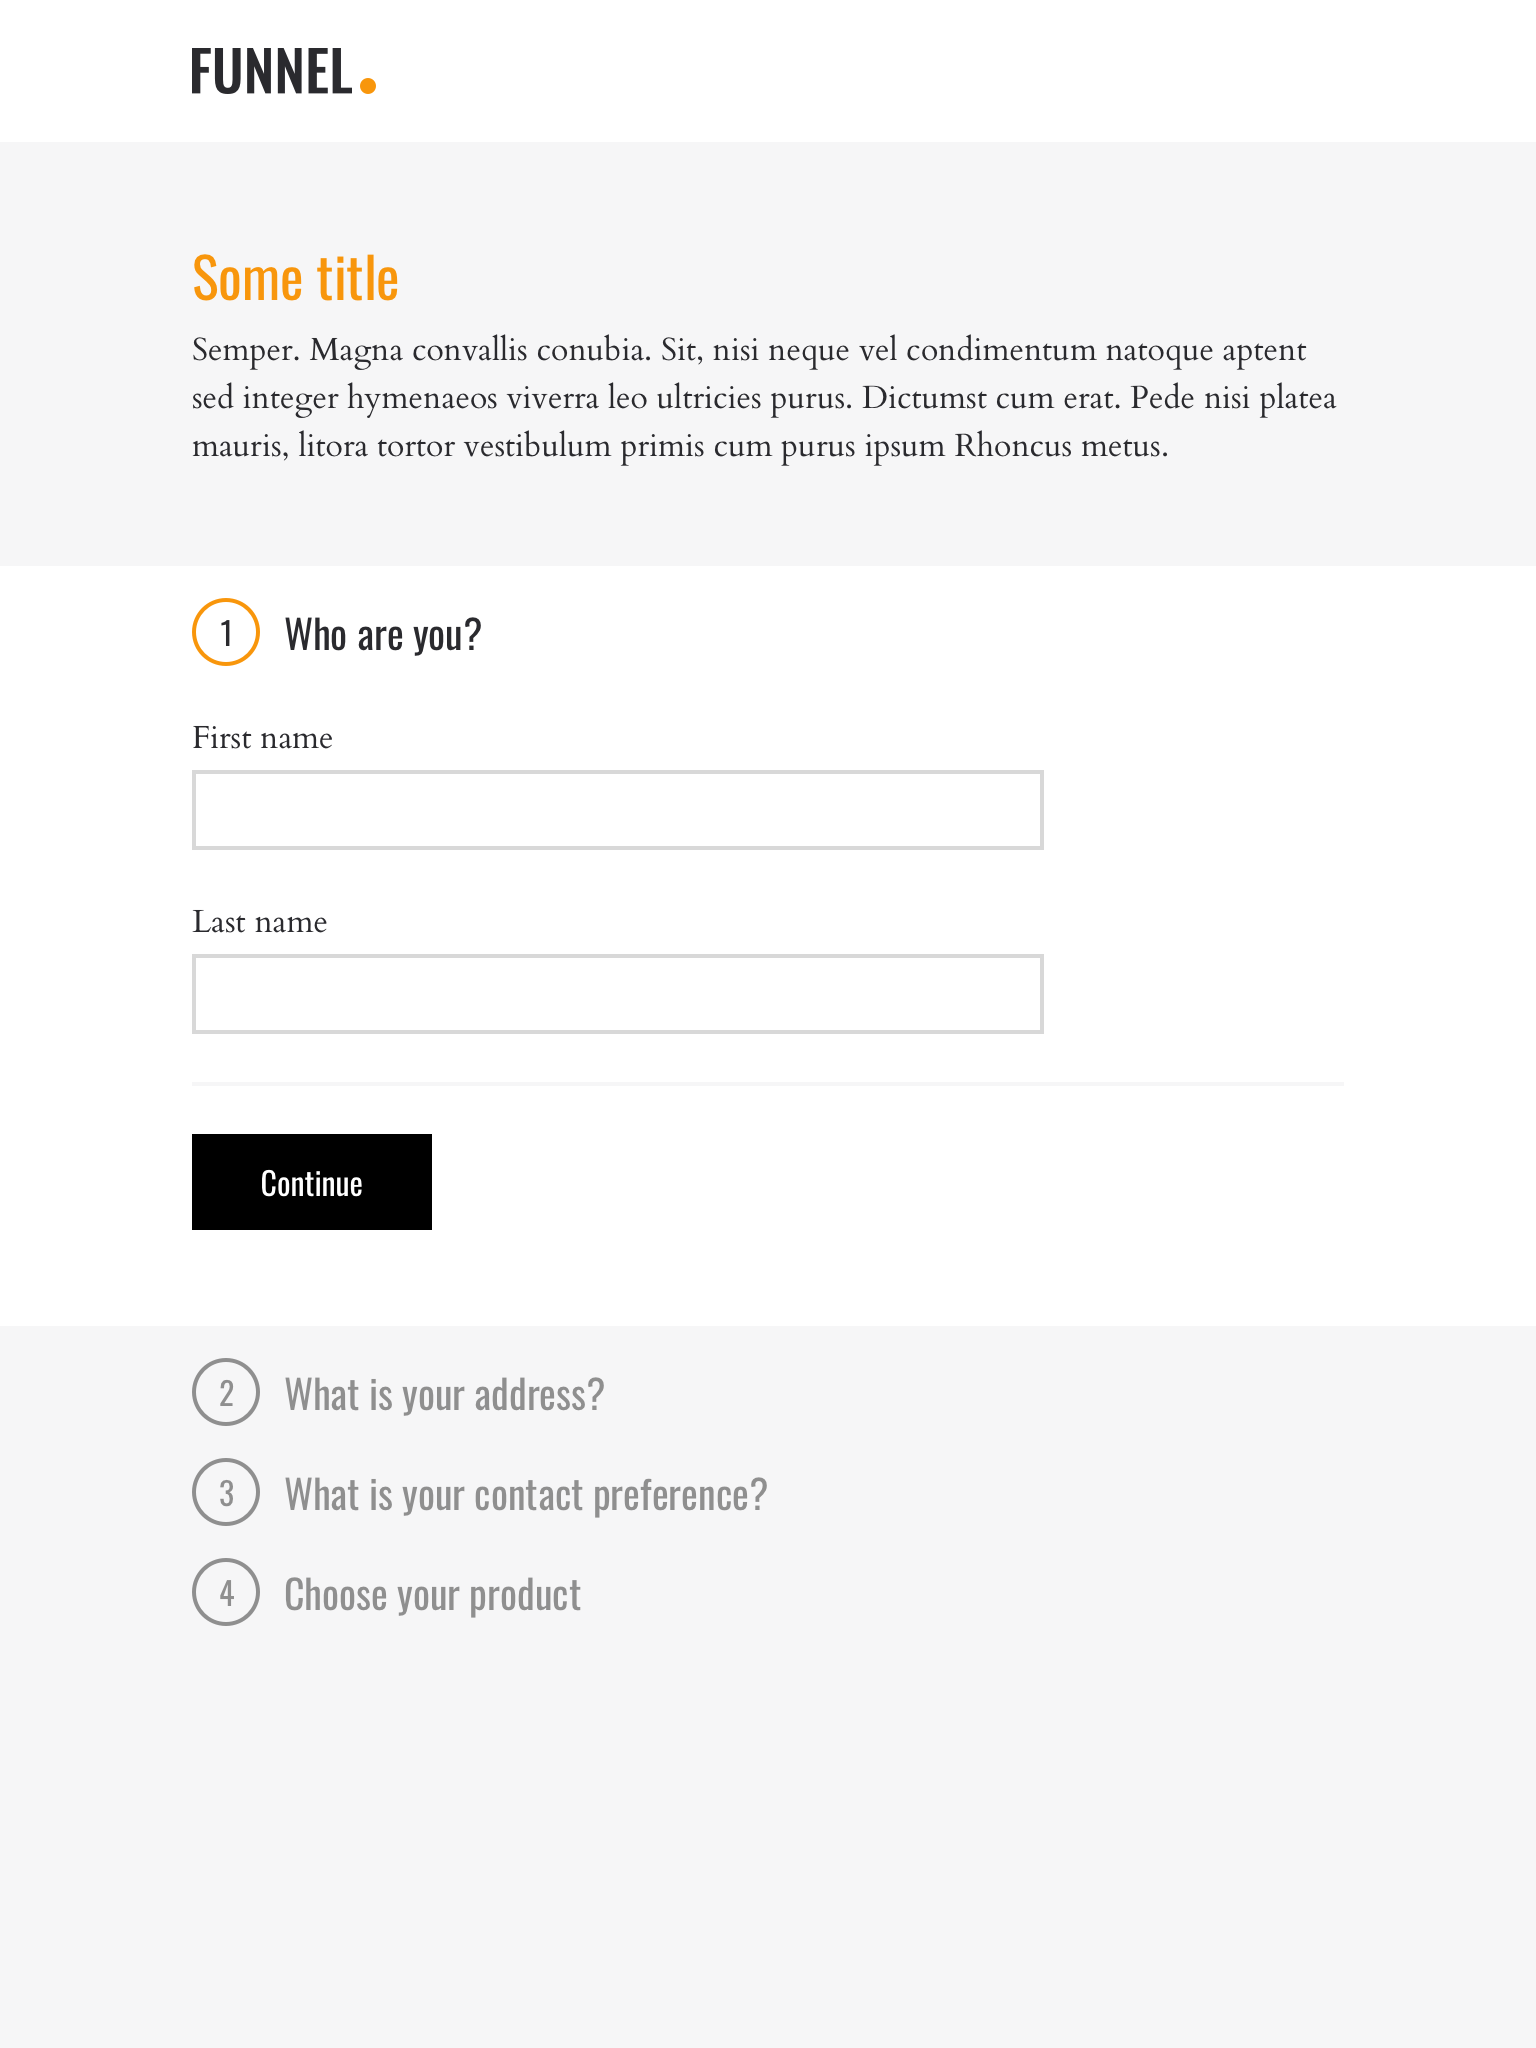 FUNNEL.
Some title
Semper. Magna convallis conubia. Sit, nisi neque vel condimentum natoque aptent
sed integer hymenaeos viverra leo ultricies purus. Dictumst cum erat. Pede nisi platea
mauris, litora tortor vestibulum primis cum purus ipsum Rhoncus metus.
1 Who are you?
First name
Last name
Continue
2 What is your address?
3 What is your contact preference?
4 Choose your product